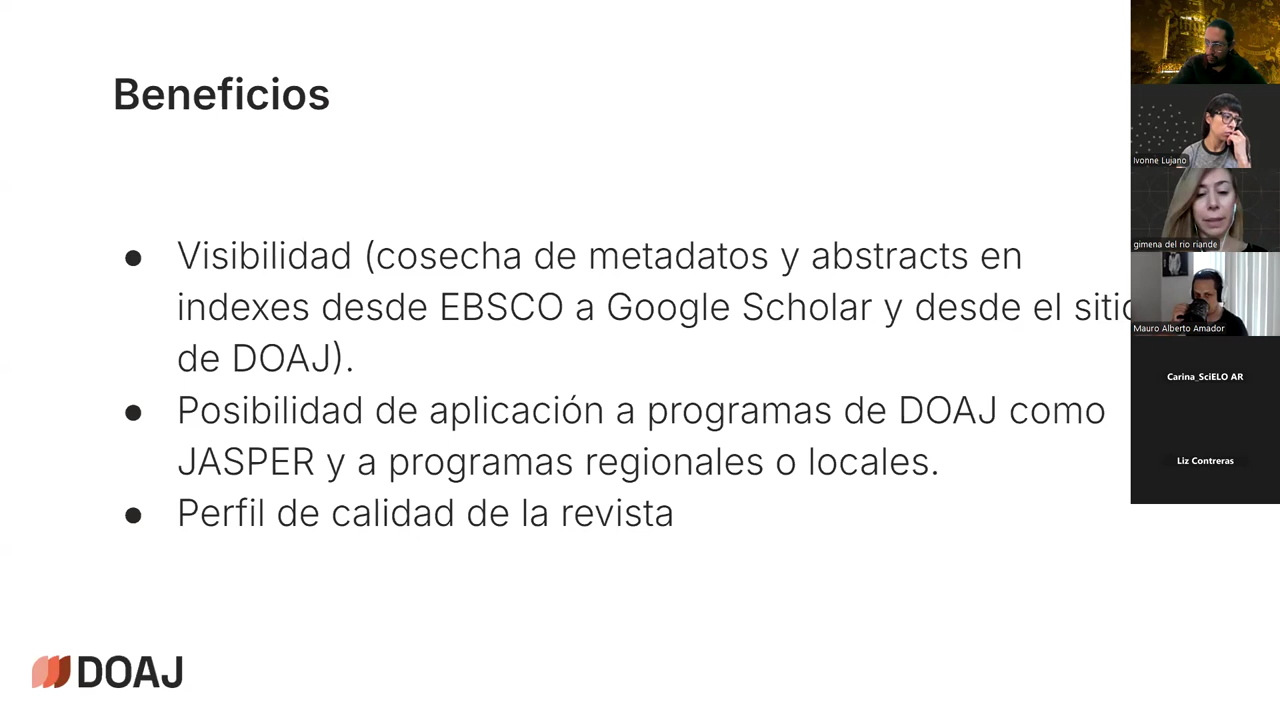 Beneficios
● Visibilidad (cosecha de metadatos y abstracts en
indexes desde EBSCO a Google Scholar y desde el sitio
de DOAJ).
● Posibilidad de aplicación a programas de DOAJ como
JASPER y a programas regionales o locales.
● Perfil de calidad de la revista
DOAJ
Ivonne Lujano
gimena del rio riande
Mauro Alberto Amador
Carina_SciELO AR
Liz Contreras